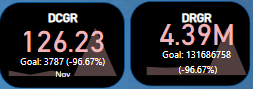 DCGR
126.23
Goal: 3787 (-96.67%)
Nov
DRGR
4.39M
Goal: 131686758
(-96.67%)